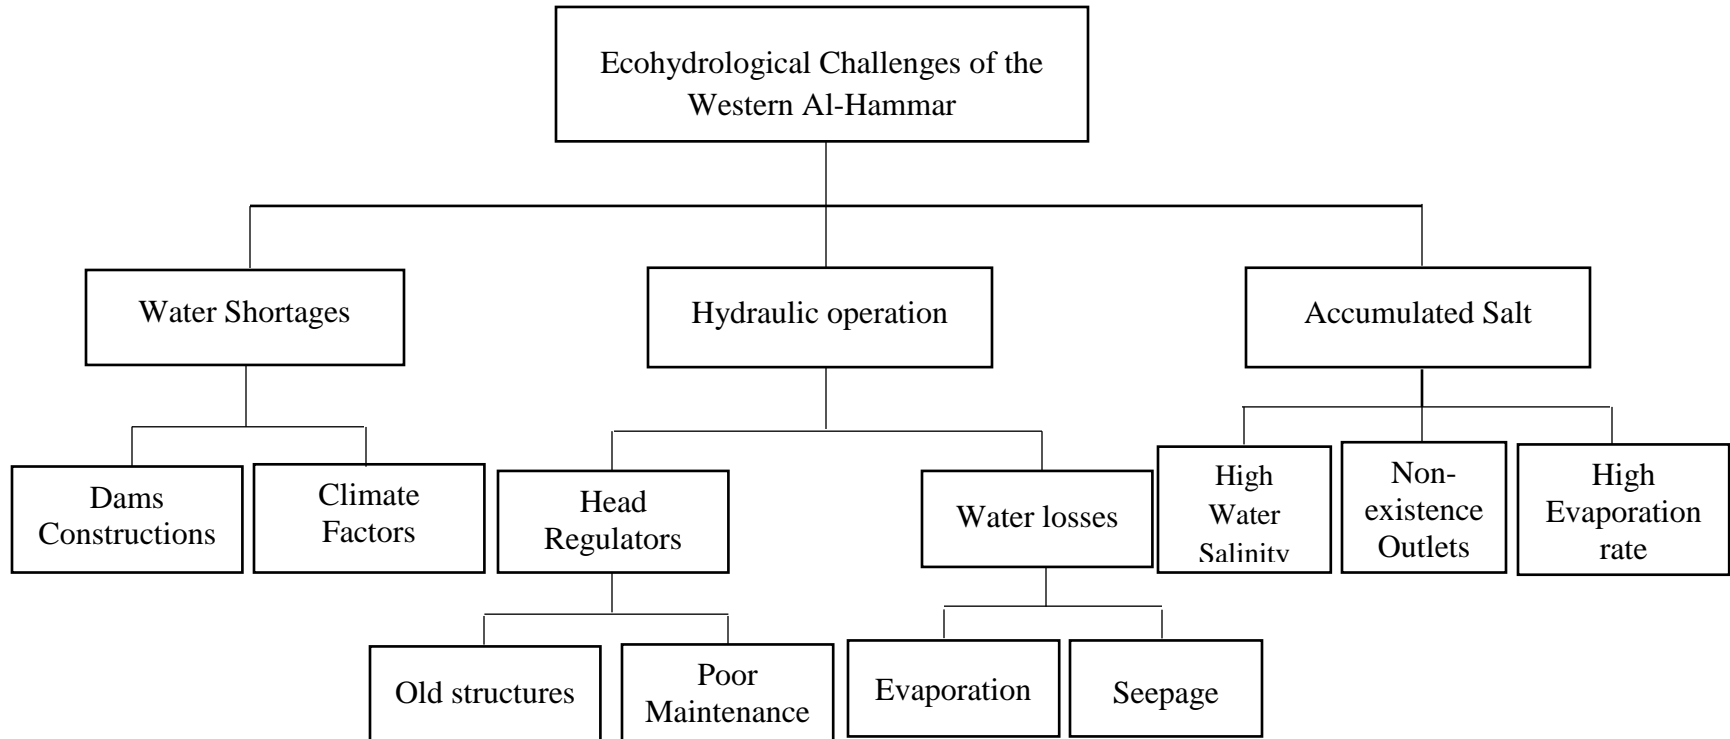 Ecohydrological Challenges of the
Western Al-Hammar
Water Shortages
Hydraulic operation
Accumulated Salt
Dams
Constructions
Climate
Factors
Head
Regulators
Water losses
High
Water
Salinity
Non-
existence
Outlets
High
Evaporation
rate
Old structures
Poor
Maintenance
Evaporation
Seepage